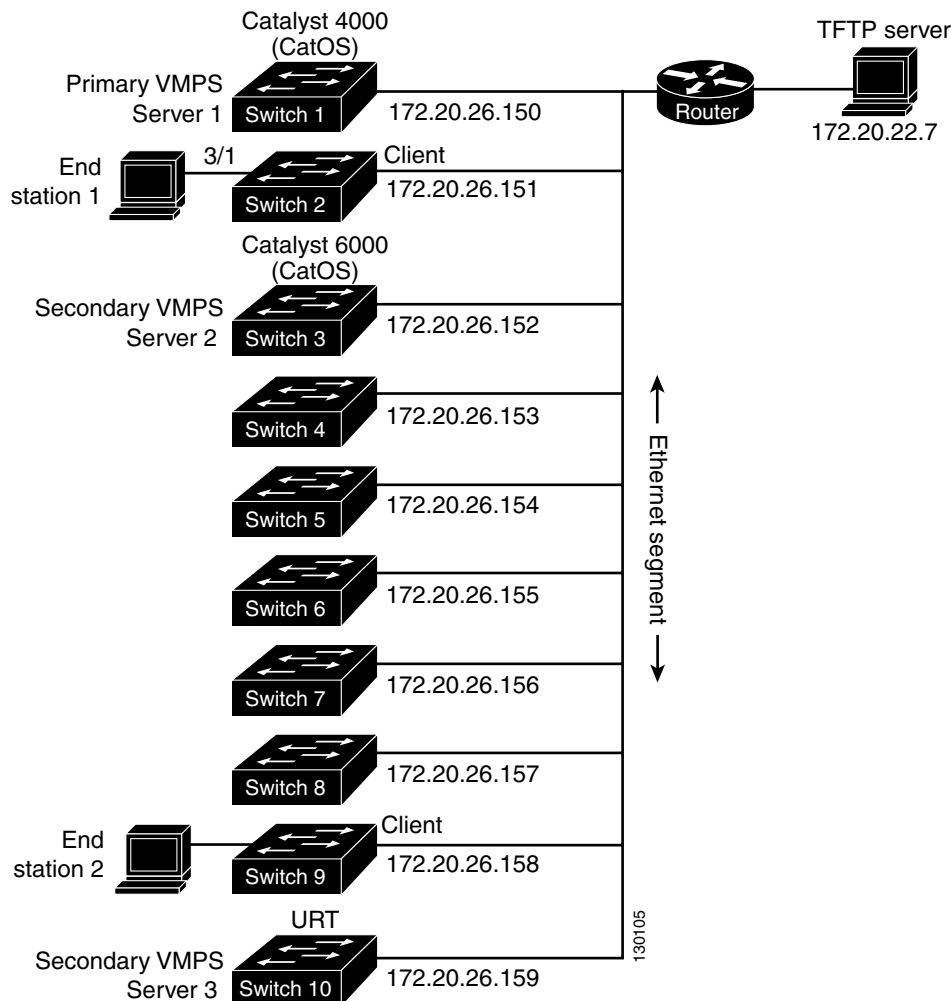 Catalyst 4000
(CatOS)
TFTP server
Primary VMPS
Server 1
Switch 1
172.20.26.150
Router
172.20.22.7
End
station 1
3/1
Switch 2
Client
172.20.26.151
Catalyst 6000
(CatOS)
Secondary VMPS
Server 2
Switch 3
172.20.26.152
Switch 4
172.20.26.153
Switch 5
172.20.26.154
Ethernet segment
Switch 6
172.20.26.155
Switch 7
172.20.26.156
Switch 8
172.20.26.157
End
station 2
Switch 9
Client
172.20.26.158
URT
Secondary VMPS
Server 3
Switch 10
172.20.26.159
130105